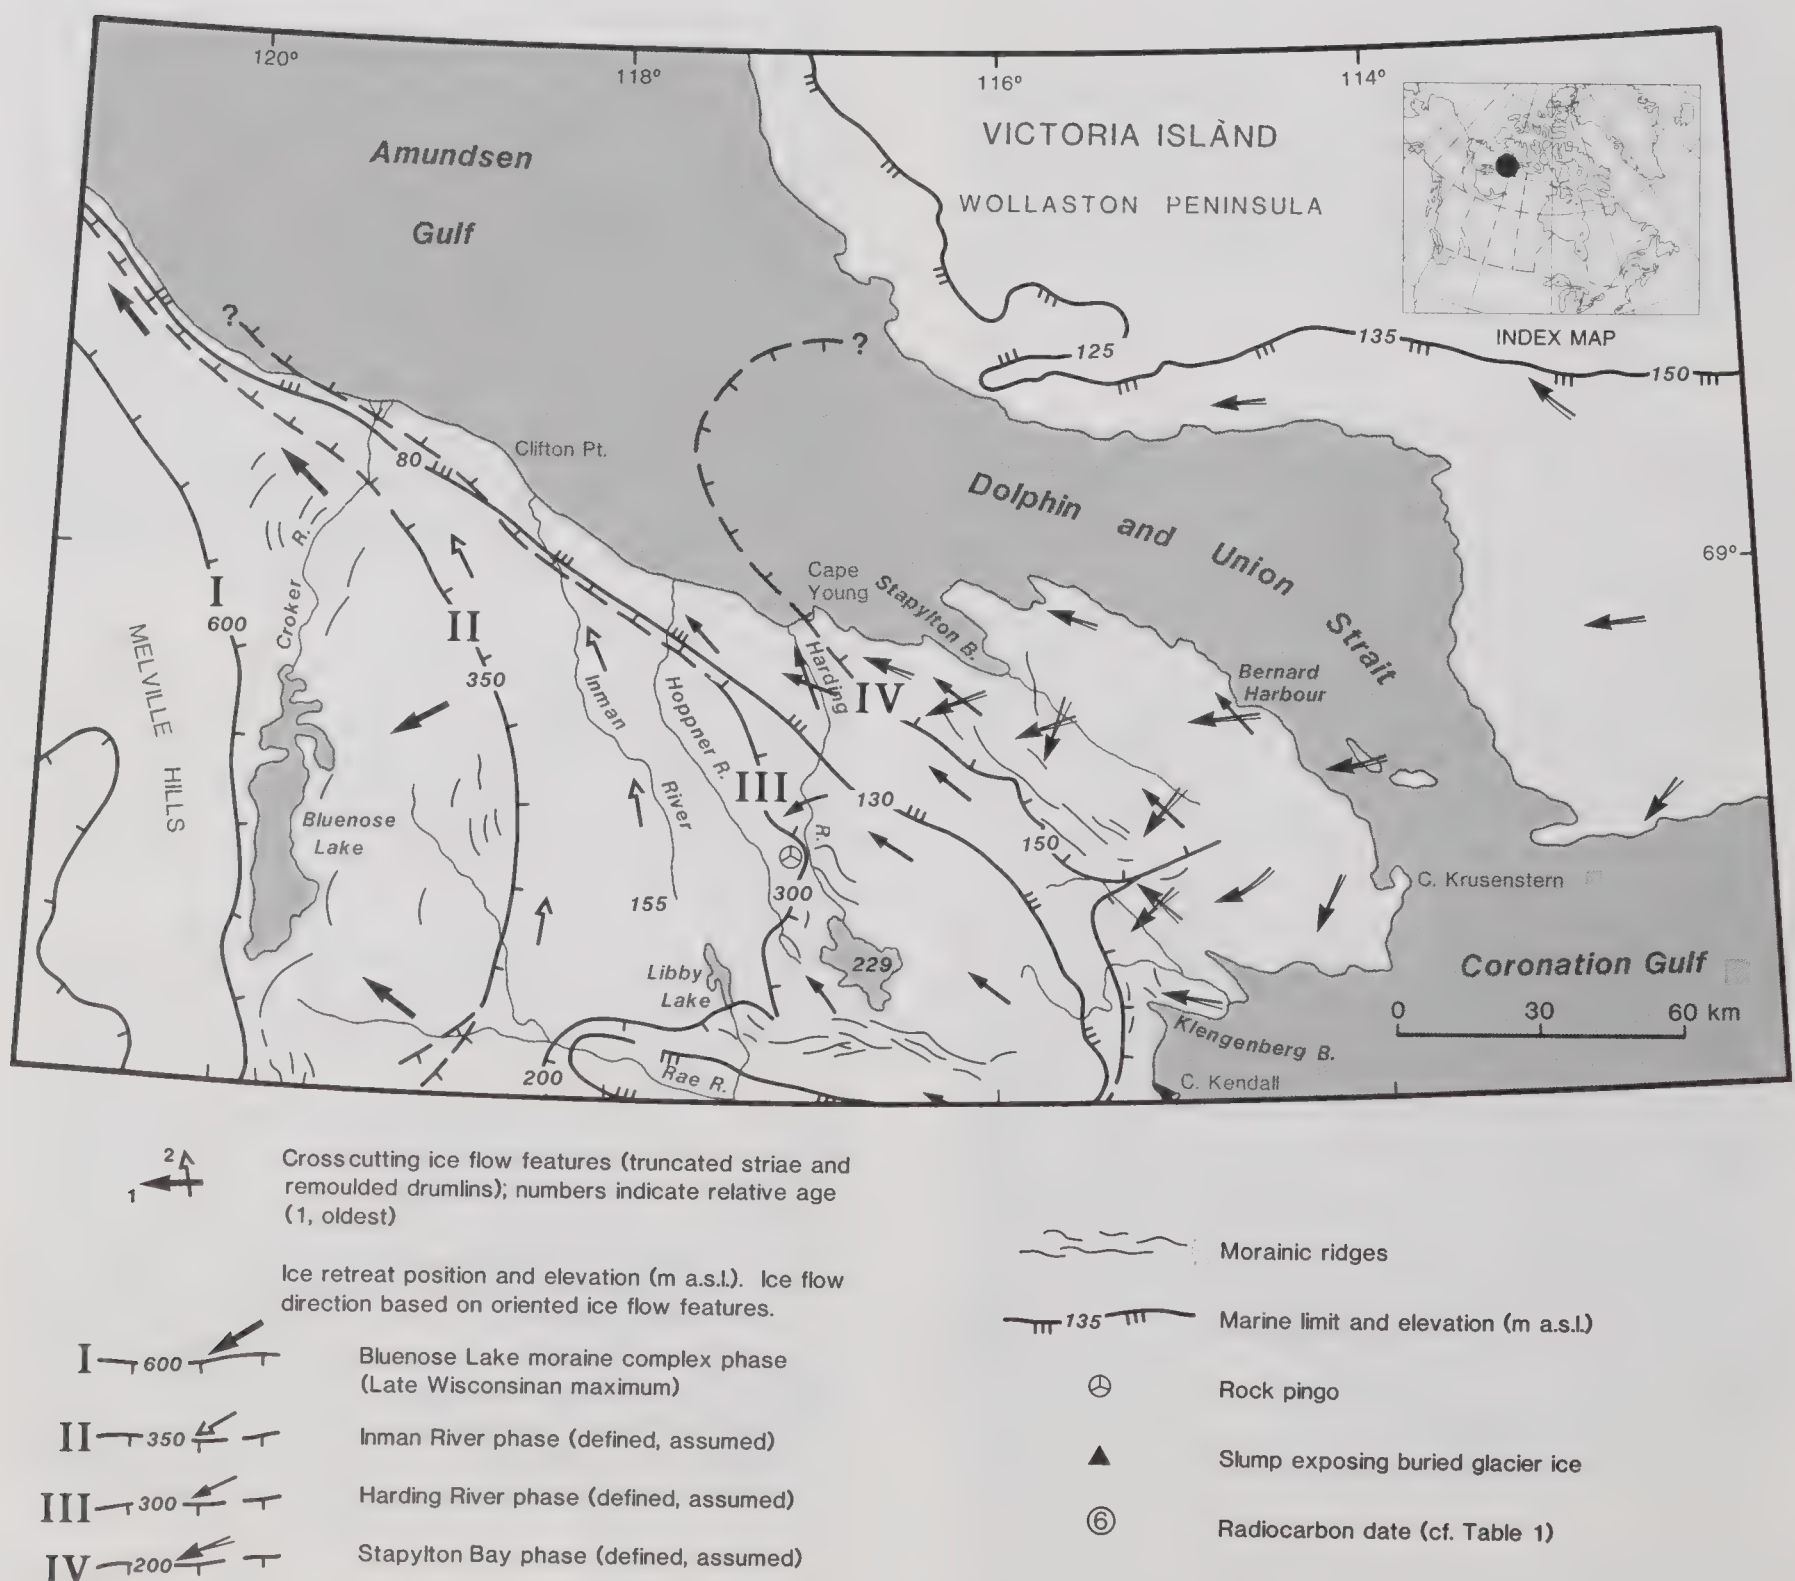 120°
118°
116°
114°
VICTORIA ISLAND
WOLLASTON PENINSULA
INDEX MAP
Amundsen
Gulf
?
?
125
135
150
Clifton Pt.
80
Dolphin and Union Strait
69°
Cape
Young
Stapylton B.
Bernard
Harbour
I
600
II
350
III
300
IV
MELVILLE HILLS
Croker R.
Inman River
Hoppner R.
Harding R.
130
150
155
Bluenose
Lake
Libby
Lake
229
C. Krusenstern
Coronation Gulf
0 30 60 km
Klengenberg B.
C. Kendall
200
Rae R.
2
1
Crosscutting ice flow features (truncated striae and
remoulded drumlins); numbers indicate relative age
(1, oldest)
Ice retreat position and elevation (m a.s.l.). Ice flow
direction based on oriented ice flow features.
I 600
Bluenose Lake moraine complex phase
(Late Wisconsinan maximum)
II 350
Inman River phase (defined, assumed)
III 300
Harding River phase (defined, assumed)
IV 200
Stapylton Bay phase (defined, assumed)
Morainic ridges
135
Marine limit and elevation (m a.s.l.)
Rock pingo
Slump exposing buried glacier ice
6
Radiocarbon date (cf. Table 1)